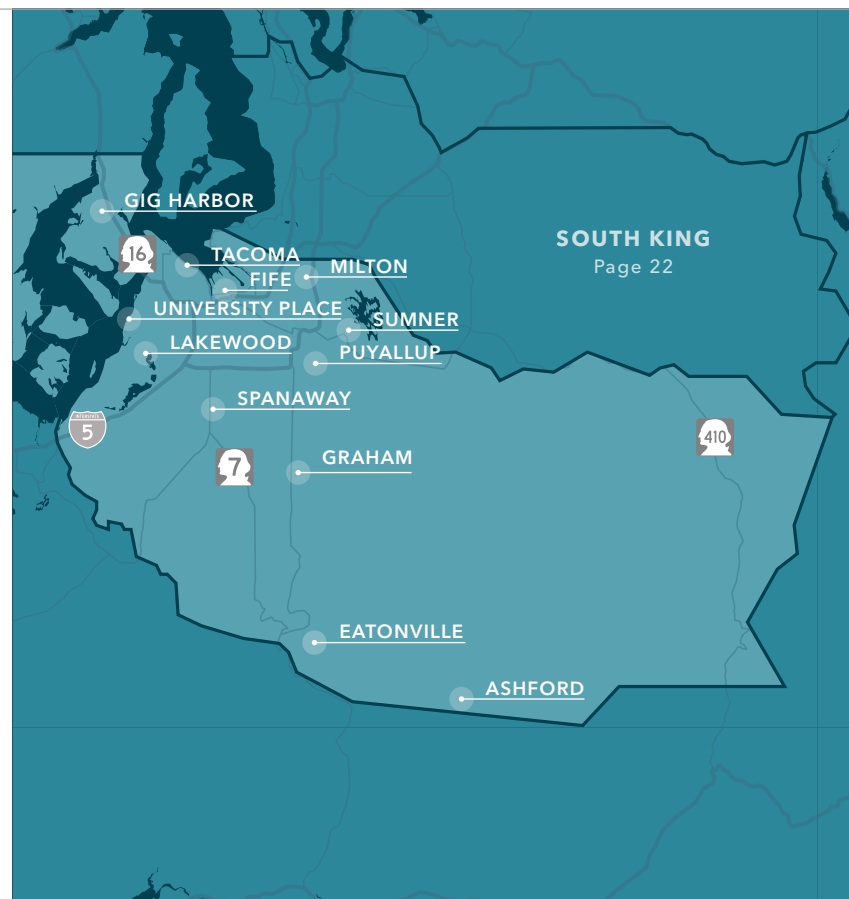 GIG HARBOR
SOUTH KING
Page 22
16
TACOMA
MILTON
FIFE
UNIVERSITY PLACE
SUMNER
LAKEWOOD
PUYALLUP
SPANAWAY
INTERSTATE
5
410
GRAHAM
7
EATONVILLE
ASHFORD